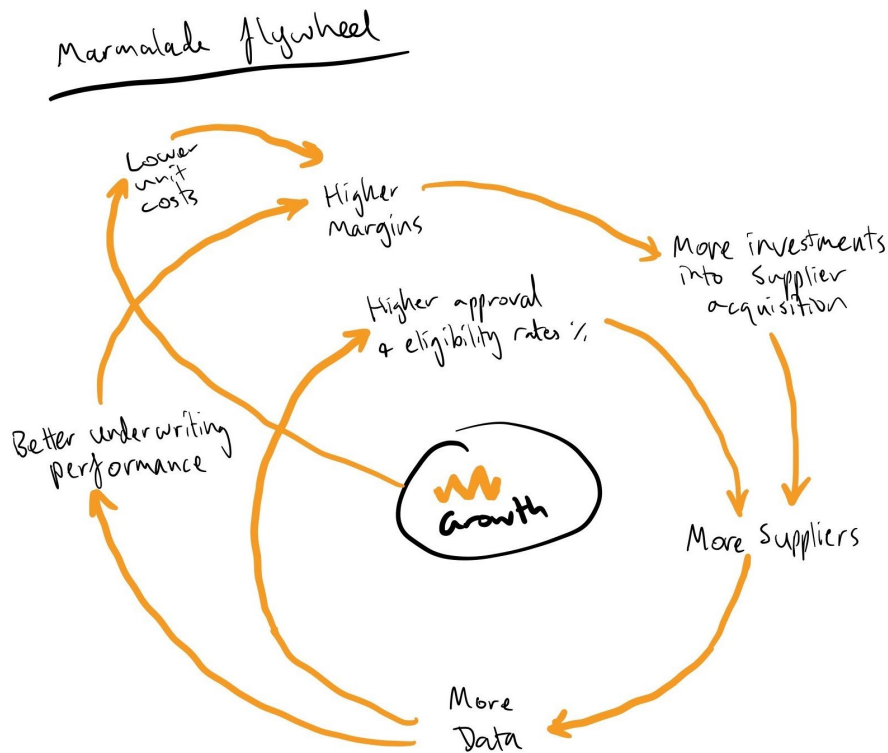 Marmalade flywheel
Lower
unit
costs
Higher
Margins
More investments
into Supplier
acquisition
Higher approval
& eligibility rates %
Better underwriting
performance
Growth
More Suppliers
More
Data